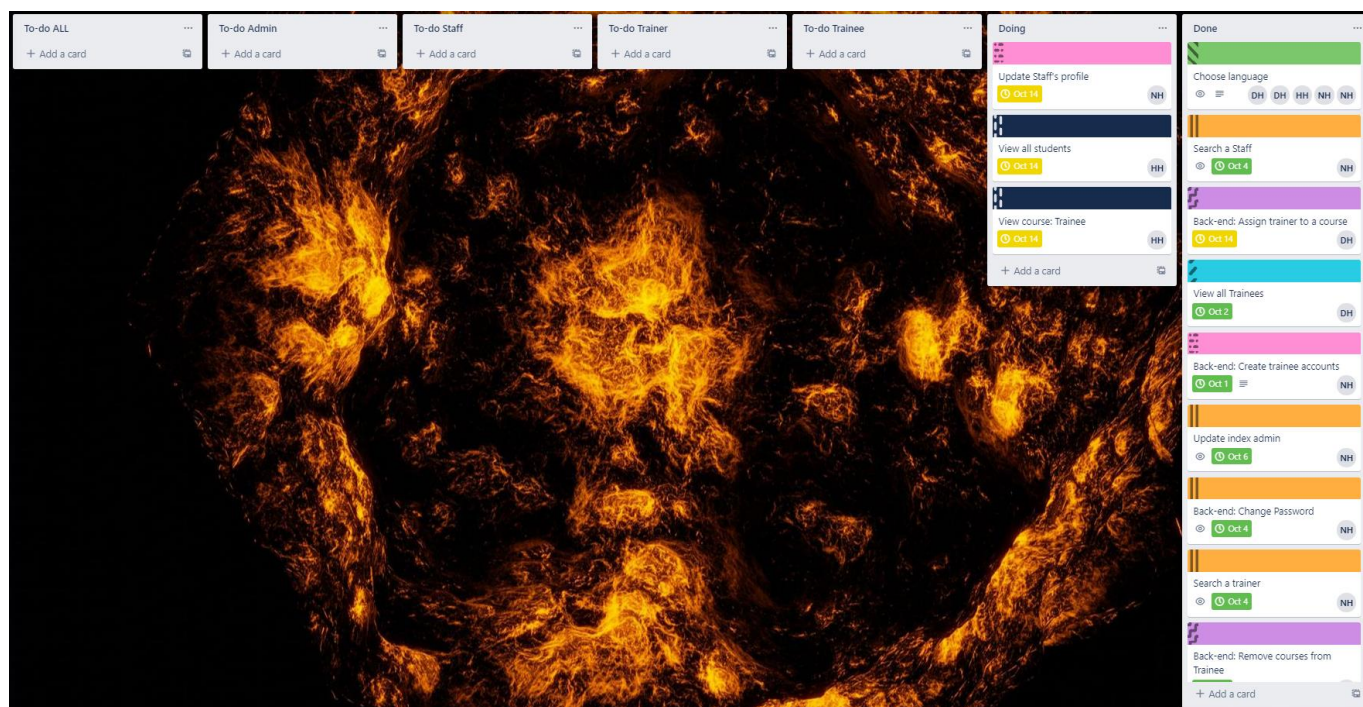 To-do ALL
+ Add a card
To-do Admin
+ Add a card
To-do Staff
+ Add a card
To-do Trainer
+ Add a card
To-do Trainee
+ Add a card
Doing
Update Staff's profile
Oct 14
NH
View all students
Oct 14
HH
View course: Trainee
Oct 14
HH
+ Add a card
Done
Choose language
DH DH HH NH NH
Search a Staff
Oct 4
NH
Back-end: Assign trainer to a course
Oct 14
DH
View all Trainees
Oct 2
DH
Back-end: Create trainee accounts
Oct 1
NH
Update index admin
Oct 6
NH
Back-end: Change Password
Oct 4
NH
Search a trainer
Oct 4
NH
Back-end: Remove courses from
Trainee
+ Add a card